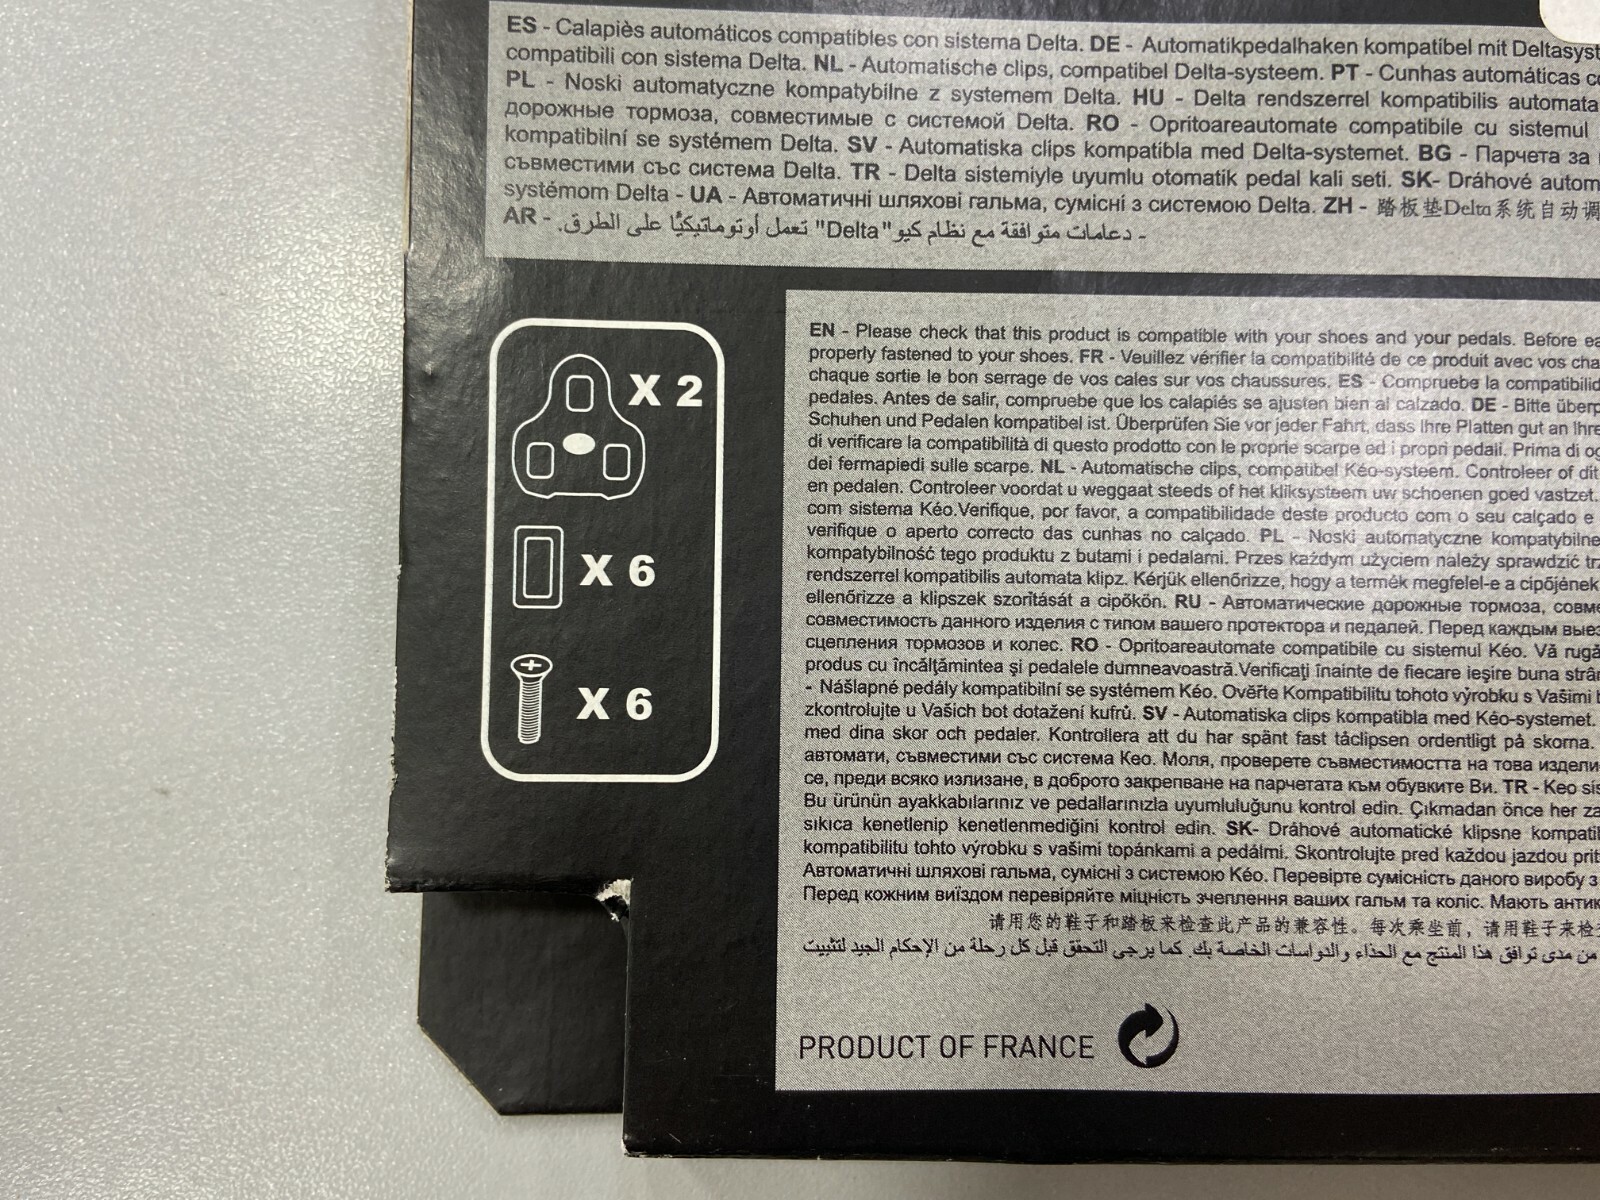 ES - Calapiès automáticos compatibles con sistema Delta. DE - Automatikpedalhaken kompatíbel mit Deltasyst
compatibili con sistema Delta. NL - Automatische clips, compatibel Delta-systeem. PT - Cunhas automáticas c
PL - Noski automatyczne kompatybilne z systemem Delta. HU - Delta rendszerrel kompatibilis automata
дорожные тормоза, совместимые с системой Delta. RO - Opritoareautomate compatibile cu sistemul
kompatibilní se systémem Delta. SV - Automatiska clips kompatibla med Delta-systemet. BG - Парчета за
съвместими със система Delta. TR - Delta sistemiyle uyumlu otomatik pedal kali seti. SK- Dráhové autom
systémom Delta - UA - Автоматичні шляхові гальма, сумісні з системою Delta. ZH - 踏板垫Delta系统自动调
AR - دعامات متوافقة مع نظام كيو"Delta" تعمل أوتوماتيكيًا على الطرق. -
X 2
X 6
X 6
EN - Please check that this product is compatible with your shoes and your pedals. Before ea
properly fastened to your shoes. FR - Veuillez vérifier la compatibilité de ce produit avec vos cha
chaque sortie le bon serrage de vos cales sur vos chaussures. ES - Compruebe la compatibilid
pedales. Antes de salir, compruebe que los calapiés se ajusten bien al calzado. DE - Bitte überp
Schuhen und Pedalen kompatibel ist. Überprüfen Sie vor jeder Fahrt, dass Ihre Platten gut an Ihre
di verificare la compatibilità di questo prodotto con le proprie scarpe ed i propri pedali. Prima di og
dei fermapiedi sulle scarpe. NL - Automatische clips, compatibel Kéo-systeem. Controleer of dit
en pedalen. Controleer voordat u weggaat steeds of het kliksysteem uw schoenen goed vastzet.
com sistema Kéo.Verifique, por favor, a compatibilidade deste producto com o seu calçado e
verifique o aperto correcto das cunhas no calçado. PL - Noski automatyczne kompatybilne
kompatybilność tego produktu z butami i pedałami. Przes każdym użyciem należy sprawdzić trz
rendszerrel kompatibilis automata klipz. Kérjük ellenőrizze, hogy a termék megfelel-e a cipőjének
ellenőrizze a klipszek szorítását a cipőkön. RU - Автоматические дорожные тормоза, совме
совместимость данного изделия с типом вашего протектора и педалей. Перед каждым выез
сцепления тормозов и колес. RO - Opritoareautomate compatibile cu sistemul Kéo. Vă rugă
produs cu încălţămintea şi pedalele dumneavoastră.Verificaţi înainte de fiecare ieşire buna strân
- Nášlapné pedály kompatibilní se systémem Kéo. Ověřte Kompatibilitu tohoto výrobku s Vašimi b
zkontrolujte u Vašich bot dotažení kufrů. SV - Automatiska clips kompatibla med Kéo-systemet.
med dina skor och pedaler. Kontrollera att du har spänt fast tåclipsen ordentligt på skorna.
автомати, съвместими със система Кео. Моля, проверете съвместимостта на това издели
се, преди всяко излизане, в доброто закрепване на парчетата към обувките Ви. TR - Keo sis
Bu ürünün ayakkabılarınız ve pedallarınızla uyumluluğunu kontrol edin. Çıkmadan önce her za
sıkıca kenetlenip kenetlenmediğini kontrol edin. SK- Dráhové automatické klipsne kompatib
kompatibilitu tohto výrobku s vašimi topánkami a pedálmi. Skontrolujte pred každou jazdou prit
Автоматичні шляхові гальма, сумісні з системою Kéo. Перевірте сумісність даного виробу з
Перед кожним виїздом перевіряйте міцність зчеплення ваших гальм та коліс. Мають антик
请用您的鞋子和踏板来检查此产品的兼容性。每次乘坐前，请用鞋子来检
من مدى توافق هذا المنتج مع الحذاء والدواسات الخاصة بك. كما يرجى التحقق قبل كل رحلة من الإحكام الجيد لتثبيت
PRODUCT OF FRANCE